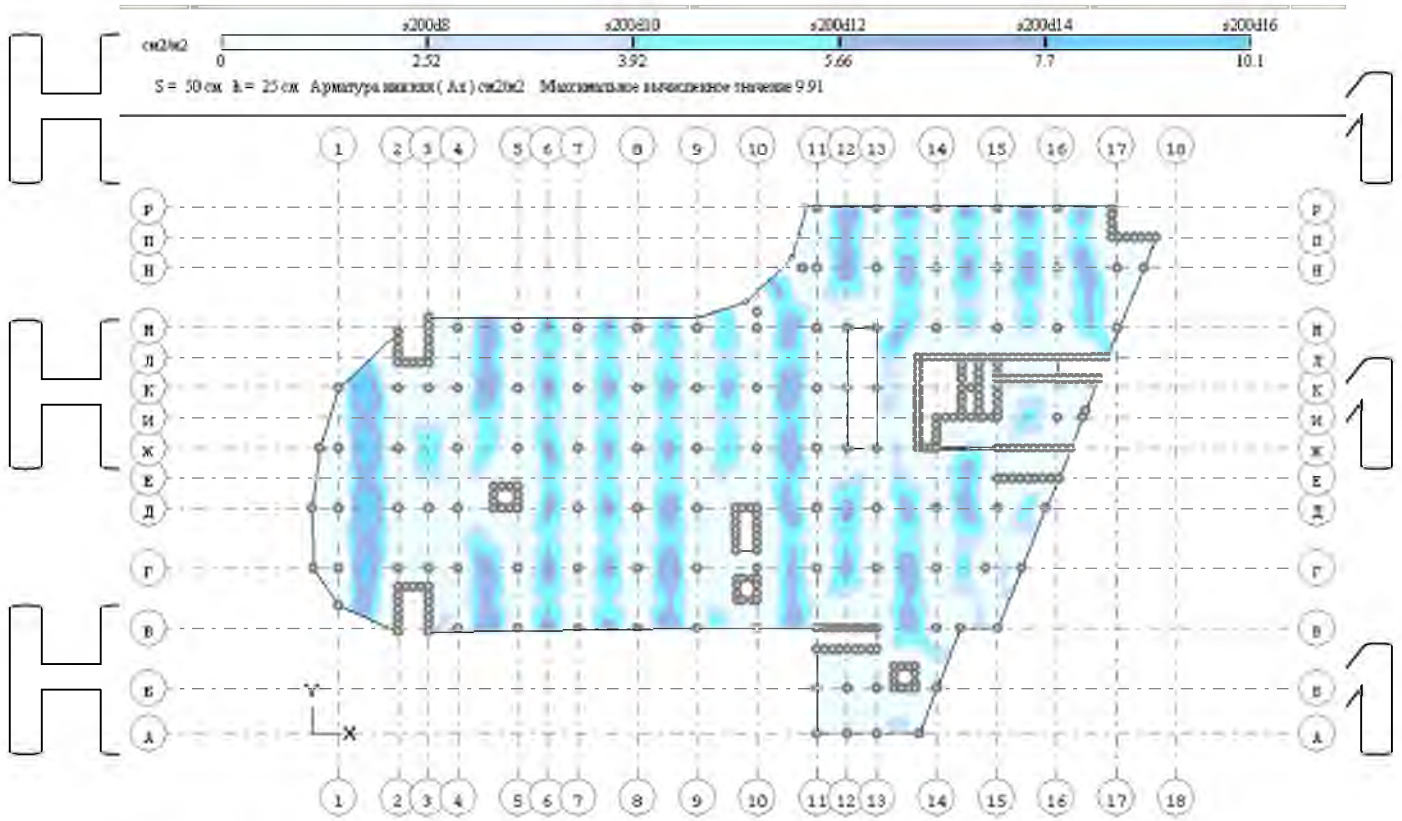 s200d8 s200d10 s200d12 s200d14 s200d16
см2/м2
0 2.52 3.92 5.66 7.7 10.1
S = 50 см h = 25 см Арматура нижняя ( Ax ) см2/м2 Максимальное вычисленное значение 9.91
Н 1
1 2 3 4 5 6 7 8 9 10 11 12 13 14 15 16 17 18
Р Р
П П
Н Н
М М
Л Л
Н 1
К К
И И
Ж Ж
Е Е
Д Д
Г Г
В В
Н 1
Б Б
Y
X
А А
1 2 3 4 5 6 7 8 9 10 11 12 13 14 15 16 17 18